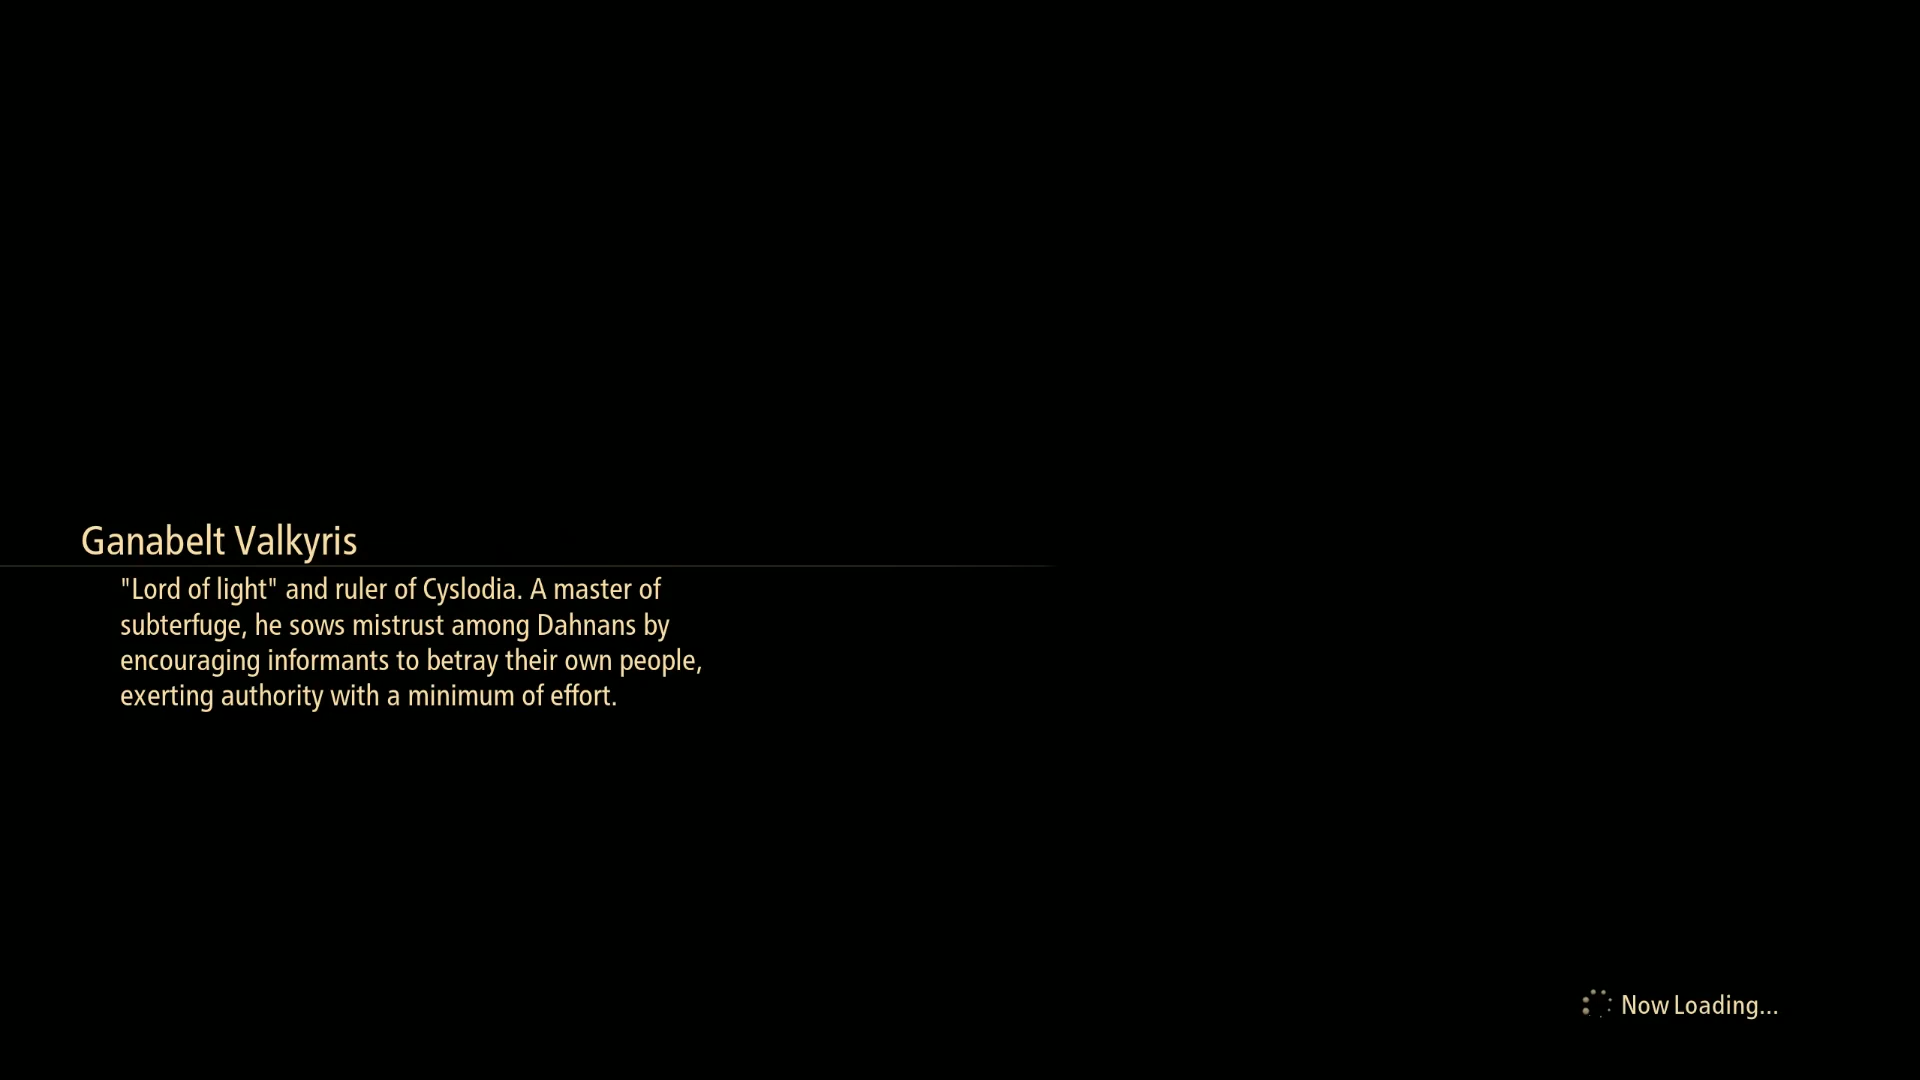 Ganabelt Valkyris
"Lord of light" and ruler of Cyslodia. A master of
subterfuge, he sows mistrust among Dahnans by
encouraging informants to betray their own people,
exerting authority with a minimum of effort.
Now Loading...